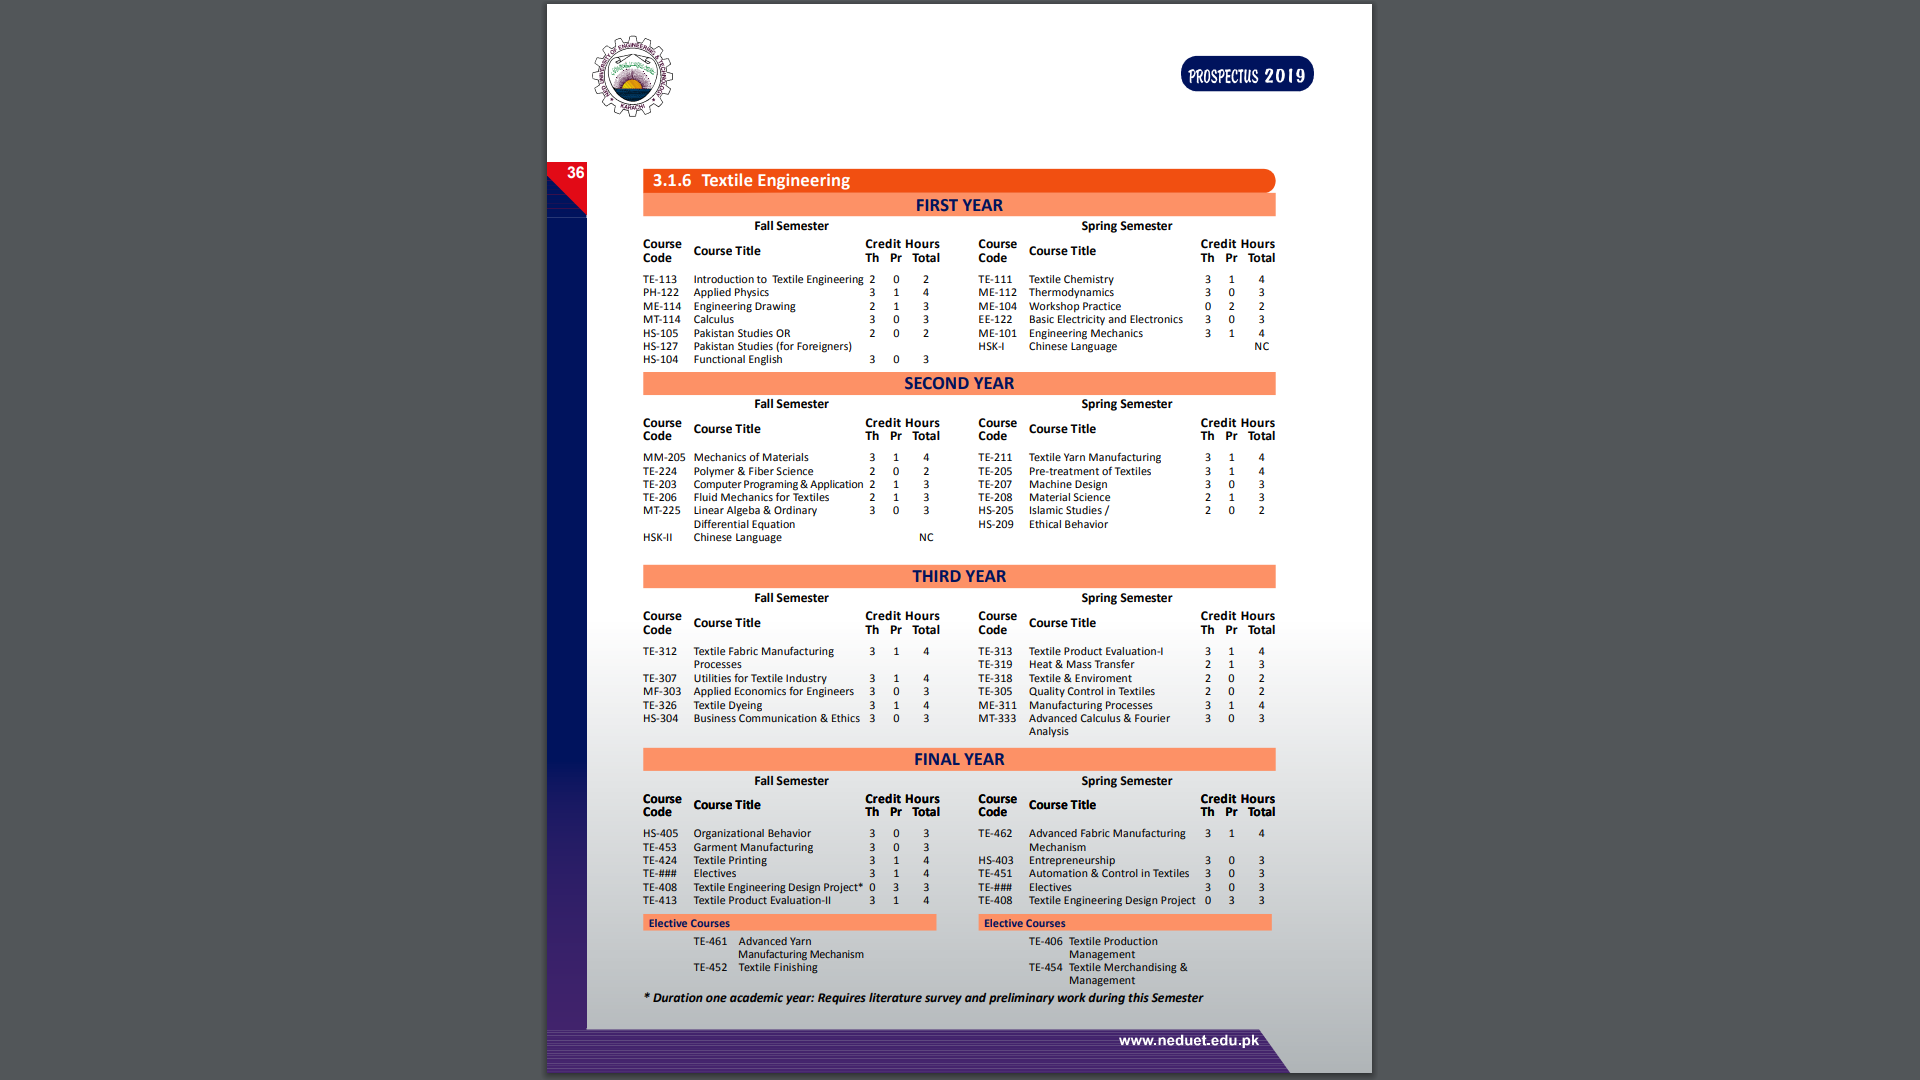 NED UNIVERSITY OF ENGINEERING & TECHNOLOGY
KARACHI
PROSPECTUS 2019
36
3.1.6 Textile Engineering
FIRST YEAR
Fall Semester
Course Code Course Title Credit Hours Th Pr Total
TE-113 Introduction to Textile Engineering 2 0 2
PH-122 Applied Physics 3 1 4
ME-114 Engineering Drawing 2 1 3
MT-114 Calculus 3 0 3
HS-105 Pakistan Studies OR 2 0 2
HS-127 Pakistan Studies (for Foreigners)
HS-104 Functional English 3 0 3
Spring Semester
Course Code Course Title Credit Hours Th Pr Total
TE-111 Textile Chemistry 3 1 4
ME-112 Thermodynamics 3 0 3
ME-104 Workshop Practice 0 2 2
EE-122 Basic Electricity and Electronics 3 0 3
ME-101 Engineering Mechanics 3 1 4
HSK-I Chinese Language NC
SECOND YEAR
Fall Semester
Course Code Course Title Credit Hours Th Pr Total
MM-205 Mechanics of Materials 3 1 4
TE-224 Polymer & Fiber Science 2 0 2
TE-203 Computer Programing & Application 2 1 3
TE-206 Fluid Mechanics for Textiles 2 1 3
MT-225 Linear Algeba & Ordinary 3 0 3
Differential Equation
HSK-II Chinese Language NC
Spring Semester
Course Code Course Title Credit Hours Th Pr Total
TE-211 Textile Yarn Manufacturing 3 1 4
TE-205 Pre-treatment of Textiles 3 1 4
TE-207 Machine Design 3 0 3
TE-208 Material Science 2 1 3
HS-205 Islamic Studies / 2 0 2
HS-209 Ethical Behavior
THIRD YEAR
Fall Semester
Course Code Course Title Credit Hours Th Pr Total
TE-312 Textile Fabric Manufacturing 3 1 4
Processes
TE-307 Utilities for Textile Industry 3 1 4
MF-303 Applied Economics for Engineers 3 0 3
TE-326 Textile Dyeing 3 1 4
HS-304 Business Communication & Ethics 3 0 3
Spring Semester
Course Code Course Title Credit Hours Th Pr Total
TE-313 Textile Product Evaluation-I 3 1 4
TE-319 Heat & Mass Transfer 2 1 3
TE-318 Textile & Enviroment 2 0 2
TE-305 Quality Control in Textiles 2 0 2
ME-311 Manufacturing Processes 3 1 4
MT-333 Advanced Calculus & Fourier 3 0 3
Analysis
FINAL YEAR
Fall Semester
Course Code Course Title Credit Hours Th Pr Total
HS-405 Organizational Behavior 3 0 3
TE-453 Garment Manufacturing 3 0 3
TE-424 Textile Printing 3 1 4
TE-### Electives 3 1 4
TE-408 Textile Engineering Design Project* 0 3 3
TE-413 Textile Product Evaluation-II 3 1 4
Elective Courses
TE-461 Advanced Yarn
Manufacturing Mechanism
TE-452 Textile Finishing
Spring Semester
Course Code Course Title Credit Hours Th Pr Total
TE-462 Advanced Fabric Manufacturing 3 1 4
Mechanism
HS-403 Entrepreneurship 3 0 3
TE-451 Automation & Control in Textiles 3 0 3
TE-### Electives 3 0 3
TE-408 Textile Engineering Design Project 0 3 3
Elective Courses
TE-406 Textile Production
Management
TE-454 Textile Merchandising &
Management
* Duration one academic year: Requires literature survey and preliminary work during this Semester
www.neduet.edu.pk